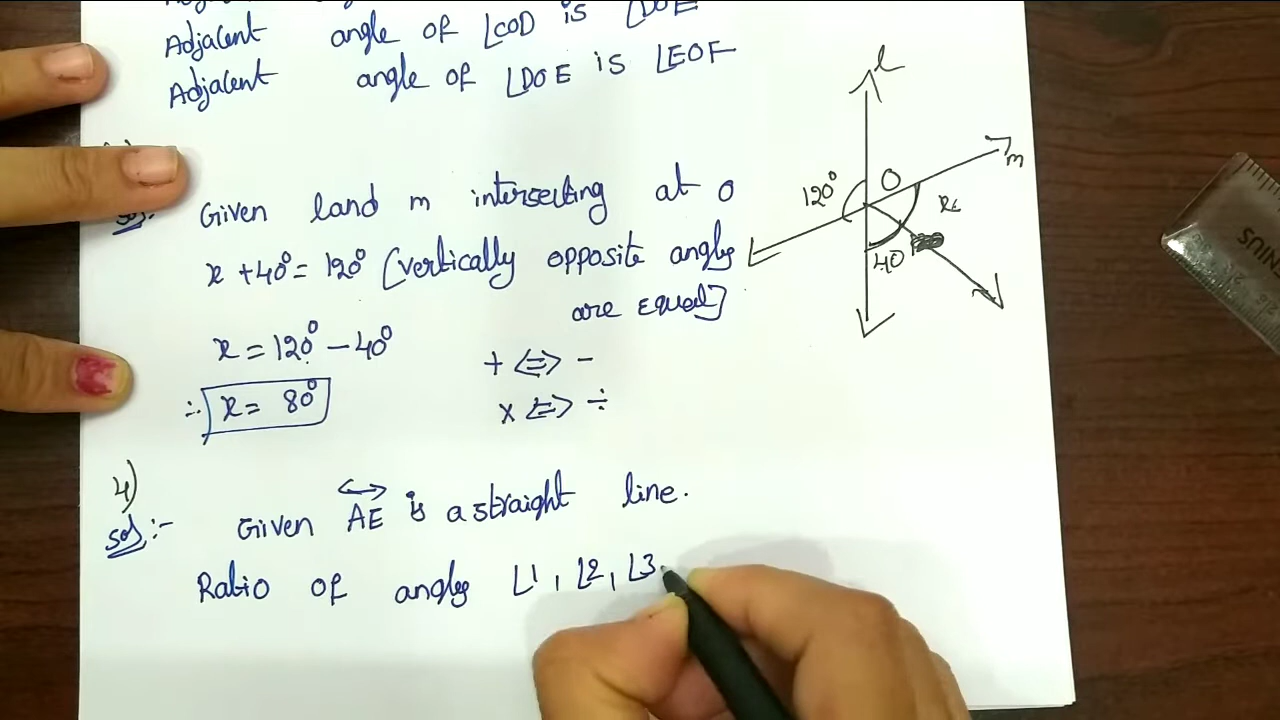 Adjacent angle of ∠COD is ∠DOE
Adjacent angle of ∠DOE is ∠EOF
Given l and m intersecting at O
x + 40° = 120° [vertically opposite angles
are equal]
x = 120° - 40°
∴ x = 80°
+ <=> -
× <=> ÷
l
m
O
120°
x
40
4)
Sol:-
Given AE is a straight line.
Ratio of angles ∠1, ∠2, ∠3,